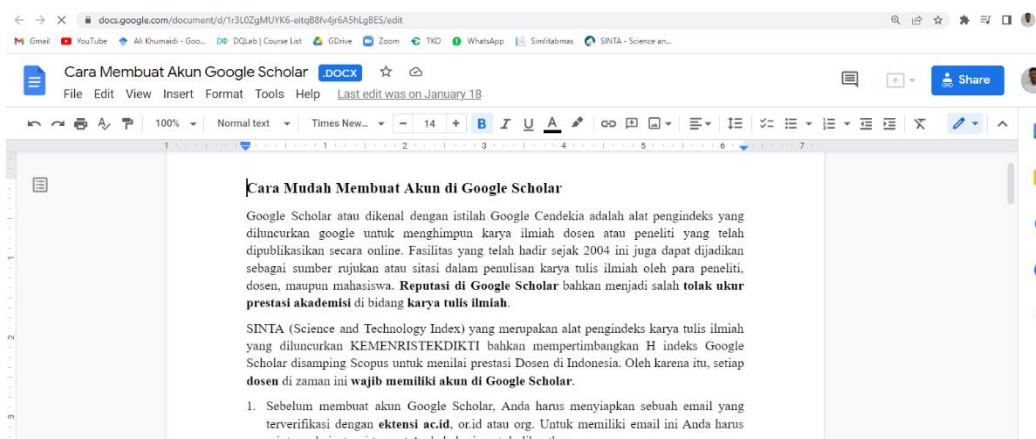 docs.google.com/document/d/1r3L0ZgMUYK6-eitqB8fv4jr6A5hLgBES/edit
Gmail YouTube Ali Khumaidi - Goo... DQ DQLab | Course List GDrive Zoom TKD WhatsApp Simlitabmas SINTA - Science an...
Cara Membuat Akun Google Scholar .DOCX
File Edit View Insert Format Tools Help Last edit was on January 18
Share
100% Normal text Times New... - 14 + B I U A
1 1 2 3 4 5 6 7
Cara Mudah Membuat Akun di Google Scholar
Google Scholar atau dikenal dengan istilah Google Cendekia adalah alat pengindeks yang
diluncurkan google untuk menghimpun karya ilmiah dosen atau peneliti yang telah
dipublikasikan secara online. Fasilitas yang telah hadir sejak 2004 ini juga dapat dijadikan
sebagai sumber rujukan atau sitasi dalam penulisan karya tulis ilmiah oleh para peneliti,
dosen, maupun mahasiswa. Reputasi di Google Scholar bahkan menjadi salah tolak ukur
prestasi akademisi di bidang karya tulis ilmiah.
SINTA (Science and Technology Index) yang merupakan alat pengindeks karya tulis ilmiah
yang diluncurkan KEMENRISTEKDIKTI bahkan mempertimbangkan H indeks Google
Scholar disamping Scopus untuk menilai prestasi Dosen di Indonesia. Oleh karena itu, setiap
dosen di zaman ini wajib memiliki akun di Google Scholar.
1. Sebelum membuat akun Google Scholar, Anda harus menyiapkan sebuah email yang
terverifikasi dengan ektensi ac.id, or.id atau org. Untuk memiliki email ini Anda harus